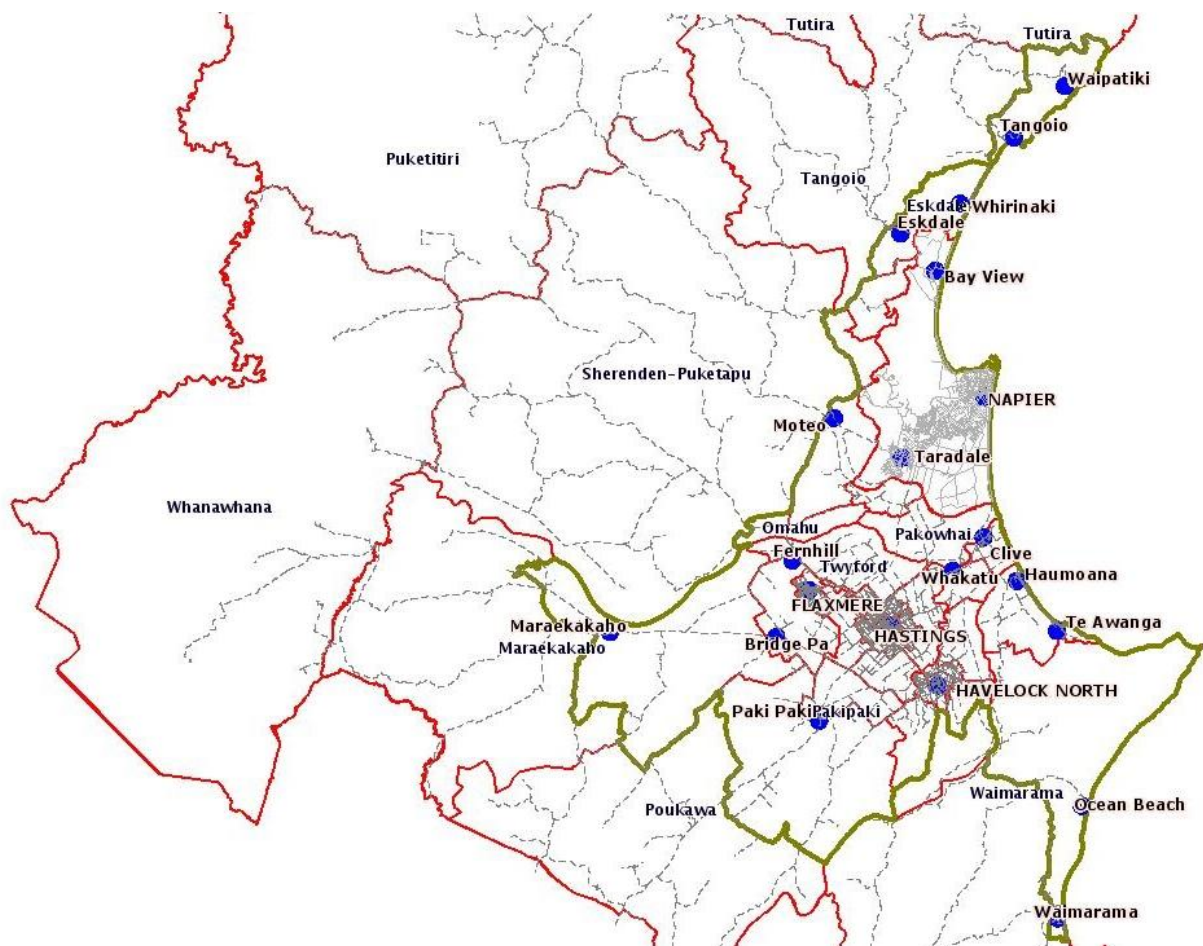 Tutira
Tutira
Waipatiki
Tangoio
Puketitiri
Tangoio
Eskdale
Whirinaki
Eskdale
Bay View
Sherenden-Puketapu
NAPIER
Moteo
Taradale
Whanawhana
Omahu
Pakowhai
Fernhill
Clive
Twyford
Whakatu
Haumoana
FLAXMERE
Maraekakaho
Te Awanga
HASTINGS
Maraekakaho
Bridge Pa
HAVELOCK NORTH
Paki Paki
Pakipaki
Waimarama
Poukawa
Ocean Beach
Waimarama